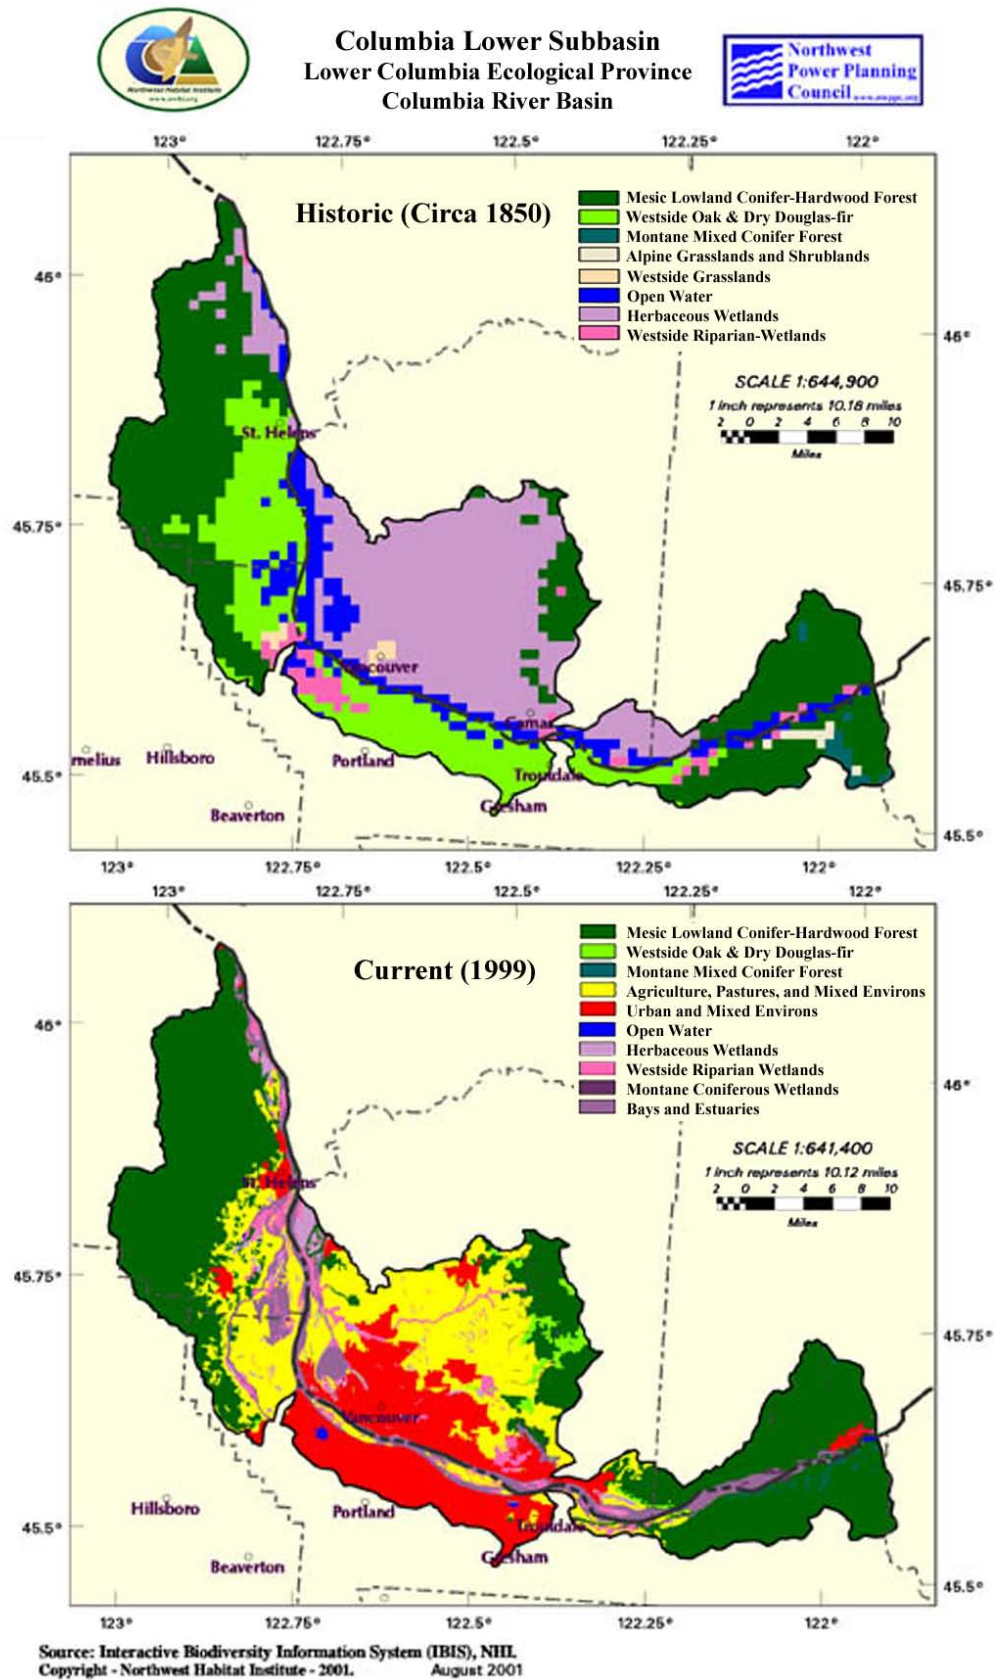 Columbia Lower Subbasin
Lower Columbia Ecological Province
Columbia River Basin
Northwest Habitat Institute
www.nwhi.org
Northwest
Power Planning
Council www.nwppc.org
123° 122.75° 122.5° 122.25° 122°
Historic (Circa 1850)
Mesic Lowland Conifer-Hardwood Forest
Westside Oak & Dry Douglas-fir
Montane Mixed Conifer Forest
Alpine Grasslands and Shrublands
Westside Grasslands
Open Water
Herbaceous Wetlands
Westside Riparian-Wetlands
46°
46°
SCALE 1:644,900
1 inch represents 10.18 miles
2 0 2 4 6 8 10
Miles
St. Helens
45.75°
45.75°
Vancouver
Camas
rnelius
Hillsboro
Portland
Troutdale
45.5°
Gresham
Beaverton
45.5°
123° 122.75° 122.5° 122.25° 122°
123° 122.75° 122.5° 122.25° 122°
Current (1999)
Mesic Lowland Conifer-Hardwood Forest
Westside Oak & Dry Douglas-fir
Montane Mixed Conifer Forest
Agriculture, Pastures, and Mixed Environs
Urban and Mixed Environs
Open Water
Herbaceous Wetlands
Westside Riparian Wetlands
Montane Coniferous Wetlands
Bays and Estuaries
46°
46°
SCALE 1:641,400
1 inch represents 10.12 miles
2 0 2 4 6 8 10
Miles
St. Helens
45.75°
45.75°
Vancouver
Hillsboro
Portland
Troutdale
45.5°
Gresham
Beaverton
45.5°
123° 122.75° 122.5° 122.25° 122°
Source: Interactive Biodiversity Information System (IBIS), NHI.
Copyright - Northwest Habitat Institute - 2001. August 2001